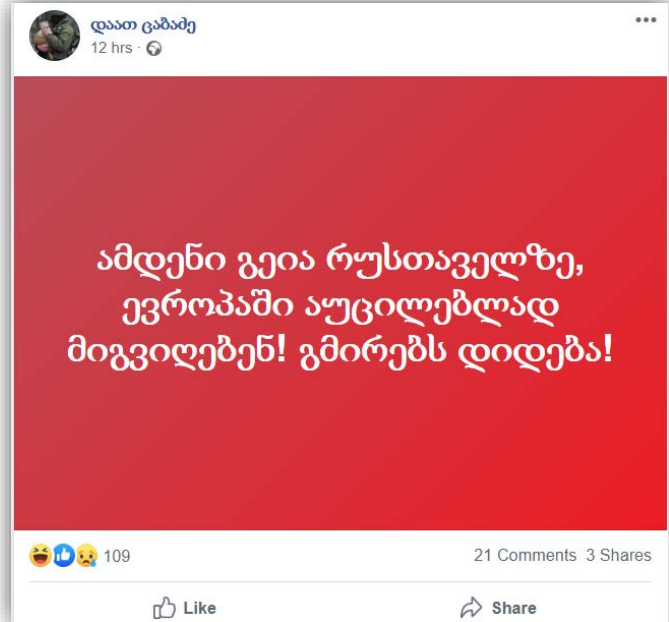 დაათ ცაბაძე
12 hrs ·
ამდენი გეია რუსთაველზე,
ევროპაში აუცილებლად
მიგვიღებენ! გმირებს დიდება!
109
21 Comments 3 Shares
Like
Share